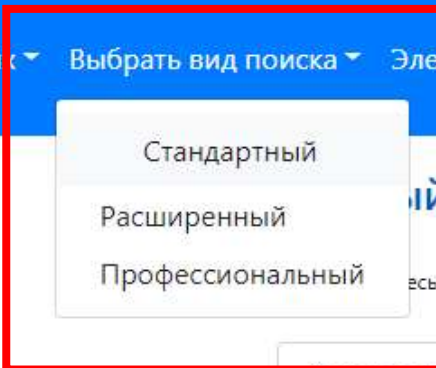 Выбрать вид поиска
Стандартный
Расширенный
Профессиональный